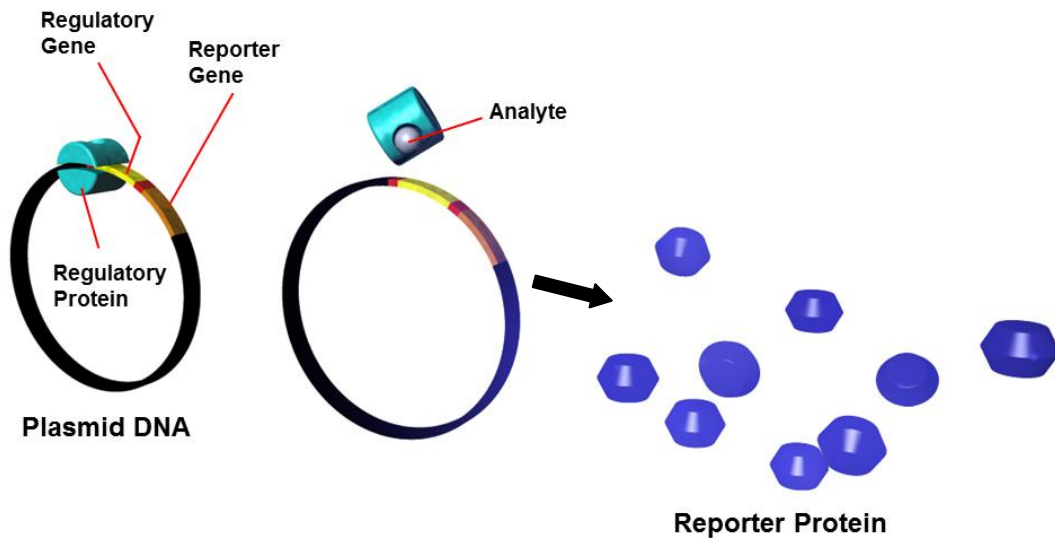 Regulatory
Gene
Reporter
Gene
Analyte
Regulatory
Protein
Plasmid DNA
Reporter Protein